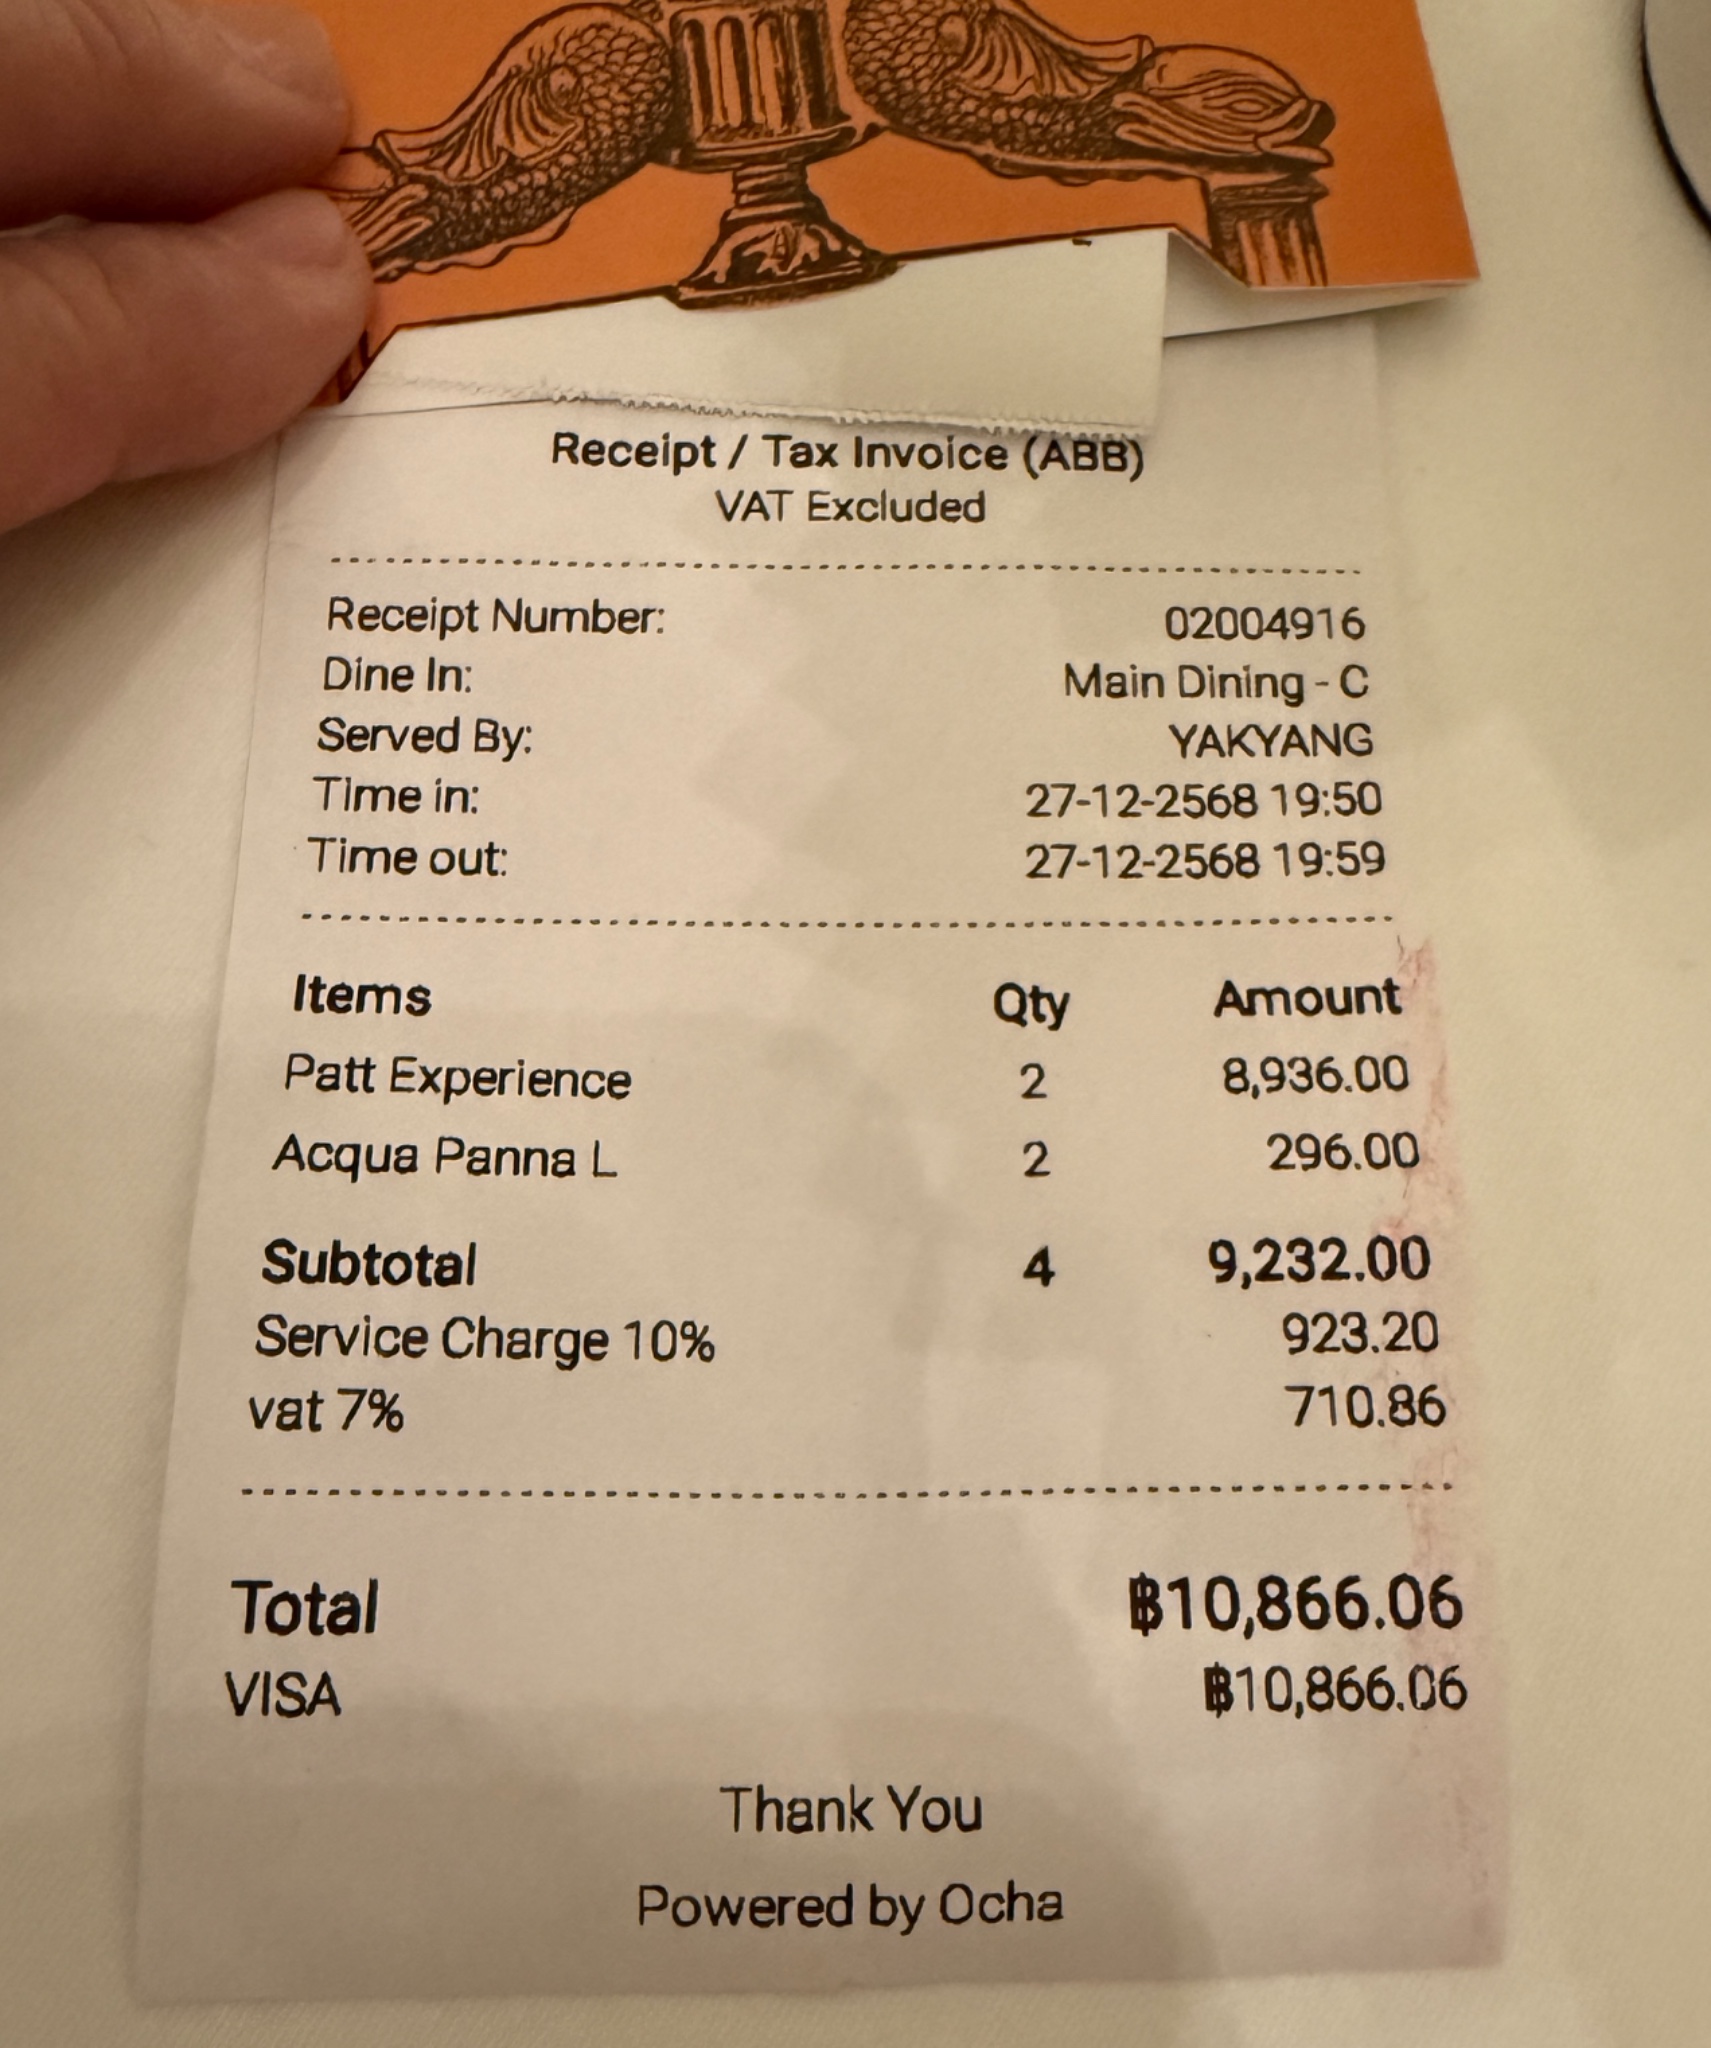 Receipt / Tax Invoice (ABB)
VAT Excluded
Receipt Number: 02004916
Dine In: Main Dining - C
Served By: YAKYANG
Time in: 27-12-2568 19:50
Time out: 27-12-2568 19:59
Items Qty Amount
Patt Experience 2 8,936.00
Acqua Panna L 2 296.00
Subtotal 4 9,232.00
Service Charge 10% 923.20
vat 7% 710.86
Total ฿10,866.06
VISA ฿10,866.06
Thank You
Powered by Ocha